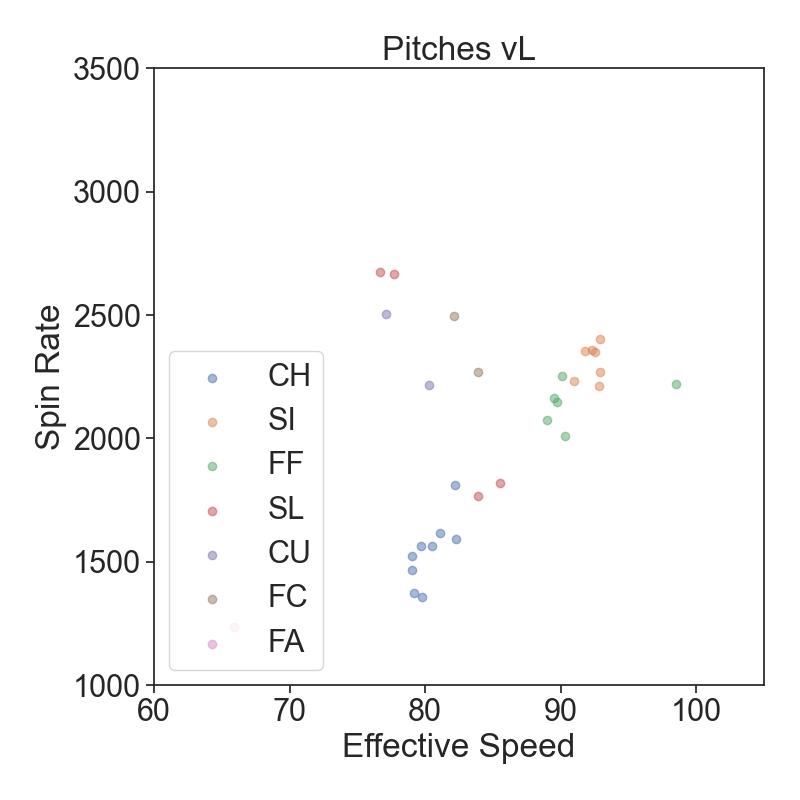 Pitches vL
3500
3000
2500
2000
1500
1000
Spin Rate
CH
SI
FF
SL
CU
FC
FA
60 70 80 90 100
Effective Speed